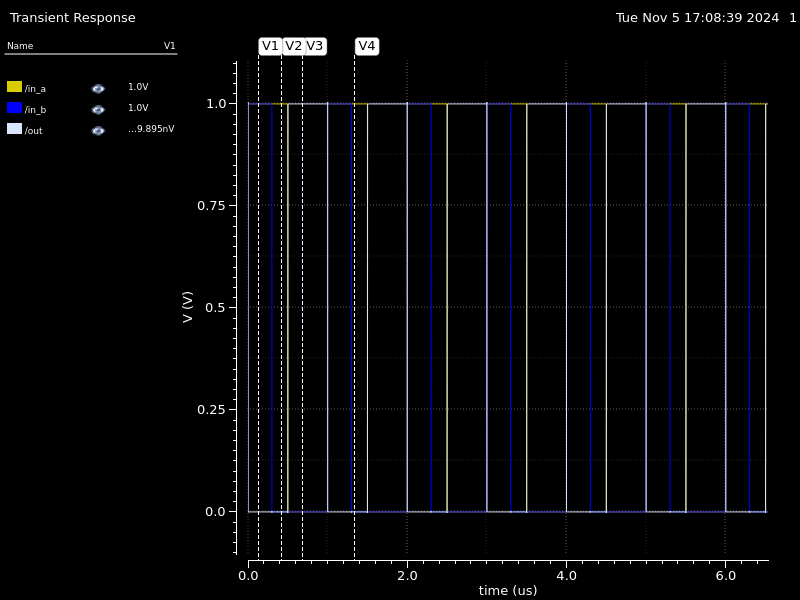 Transient Response
Tue Nov 5 17:08:39 2024 1
Name V1
V1 V2 V3 V4
/in_a 1.0V
/in_b 1.0V
/out ...9.895nV
1.0
0.75
0.5
0.25
0.0
V (V)
0.0 2.0 4.0 6.0
time (us)